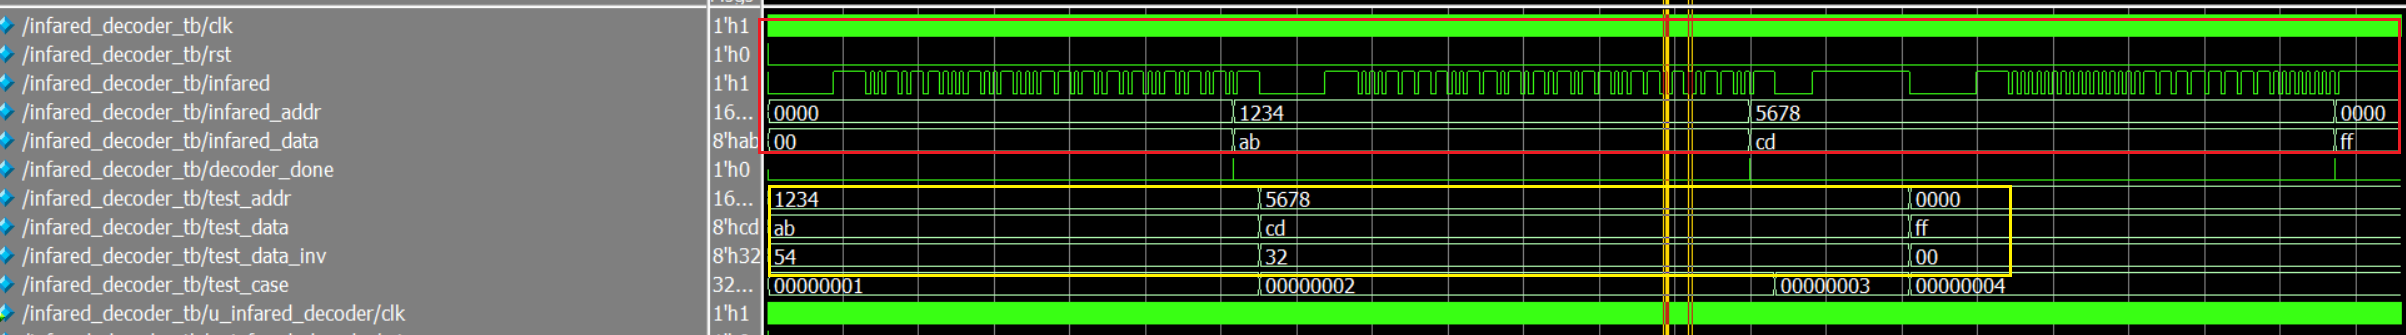 /infared_decoder_tb/clk 1'h1
/infared_decoder_tb/rst 1'h0
/infared_decoder_tb/infared 1'h1
/infared_decoder_tb/infared_addr 16... 0000 1234 5678 0000
/infared_decoder_tb/infared_data 8'hab 00 ab cd ff
/infared_decoder_tb/decoder_done 1'h0
/infared_decoder_tb/test_addr 16... 1234 5678 0000
/infared_decoder_tb/test_data 8'hcd ab cd ff
/infared_decoder_tb/test_data_inv 8'h32 54 32 00
/infared_decoder_tb/test_case 32... 00000001 00000002 00000003 00000004
/infared_decoder_tb/u_infared_decoder/clk 1'h1